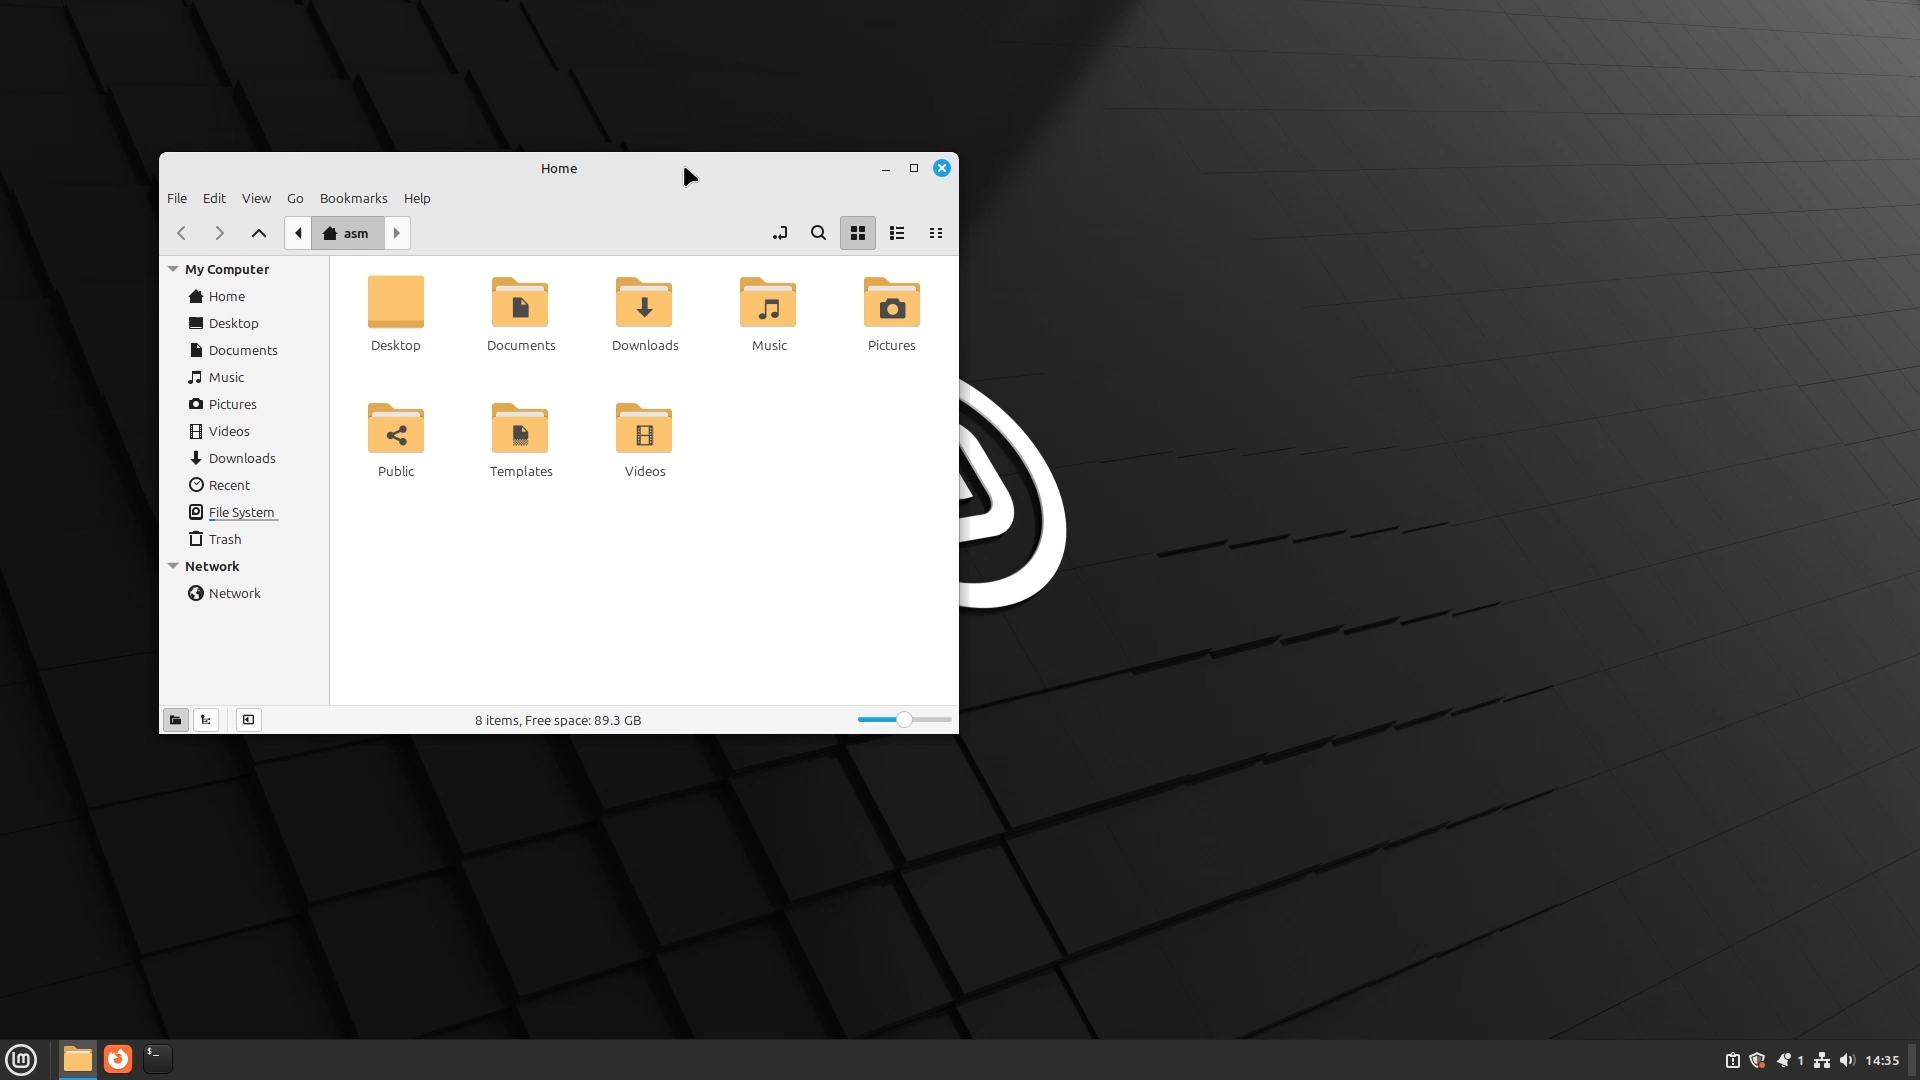 Home
File Edit View Go Bookmarks Help
asm
My Computer
Home
Desktop
Documents
Music
Pictures
Videos
Downloads
Recent
File System
Trash
Network
Network
Desktop Documents Downloads Music Pictures
Public Templates Videos
8 items, Free space: 89.3 GB
$_
1 14:35